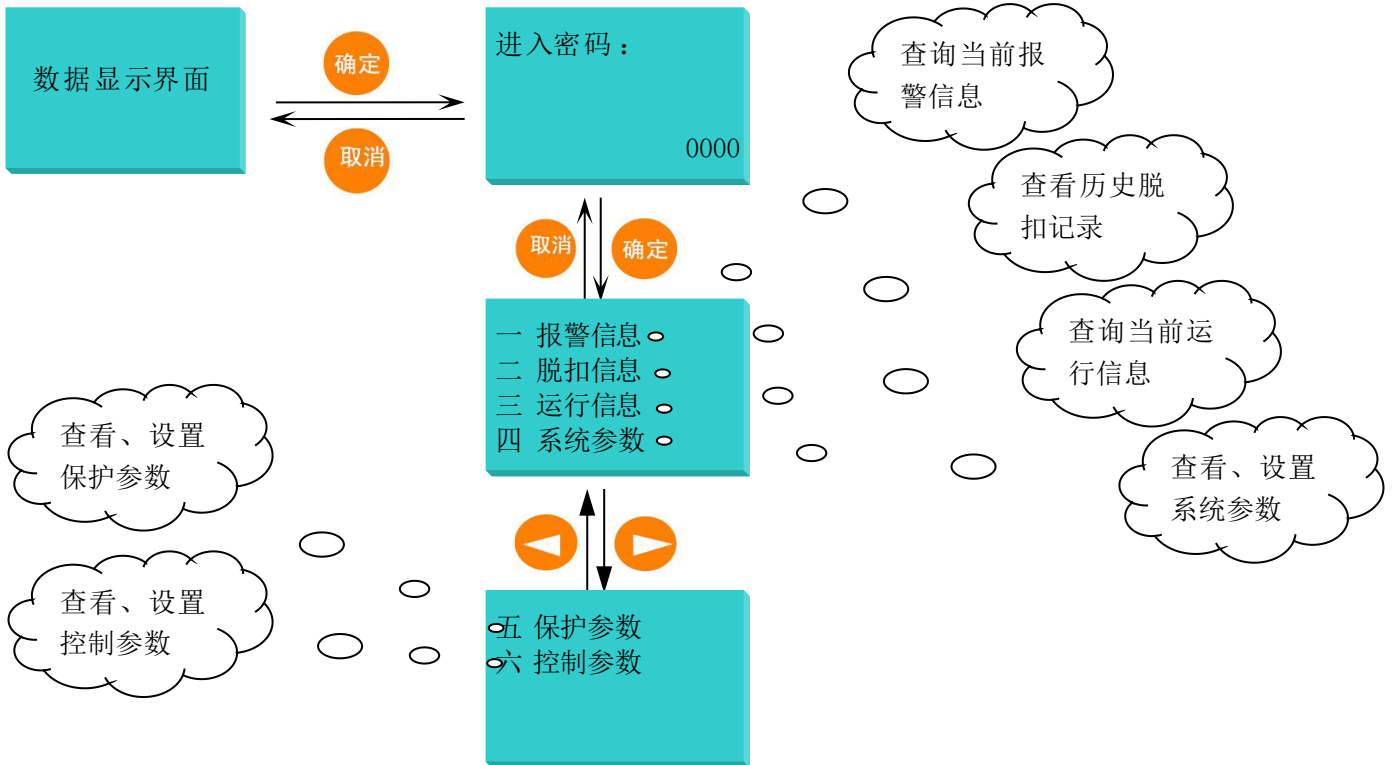 数据显示界面
确定
取消
进入密码：
0000
查询当前报
警信息
查看历史脱
扣记录
取消
确定
一 报警信息
二 脱扣信息
三 运行信息
四 系统参数
查询当前运
行信息
查看、设置
系统参数
查看、设置
保护参数
查看、设置
控制参数
五 保护参数
六 控制参数